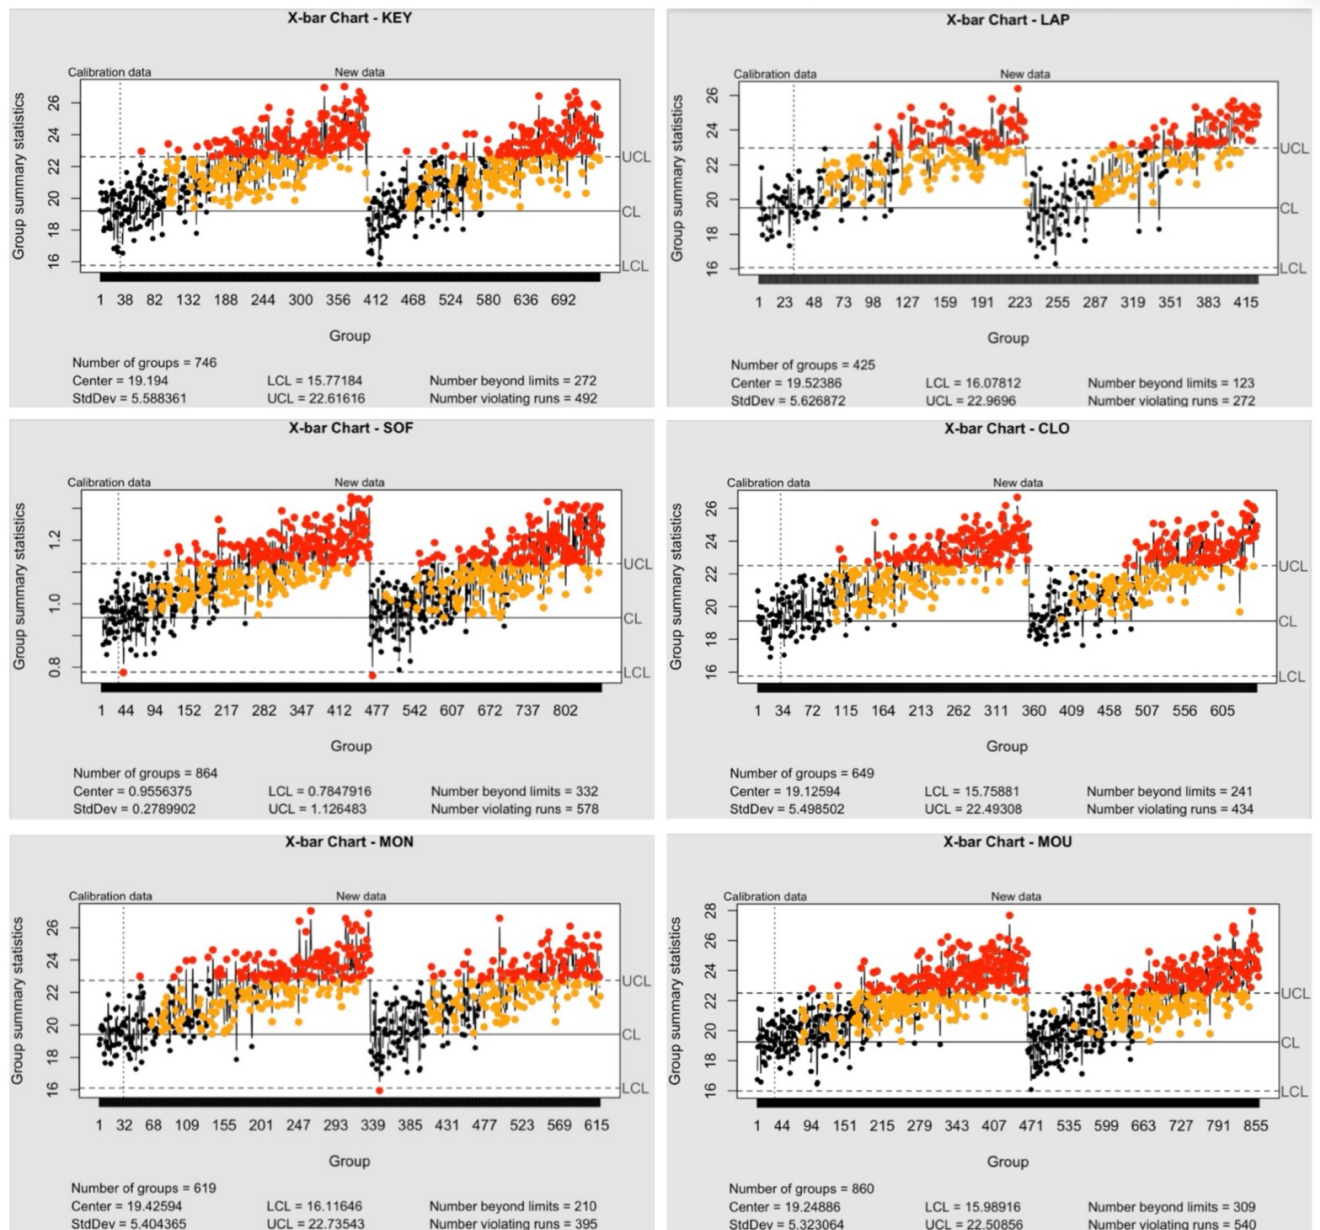 X-bar Chart - KEY
Calibration data New data
Group summary statistics
26
24
22
20
18
16
UCL
CL
LCL
1 38 82 132 188 244 300 356 412 468 524 580 636 692
Group
Number of groups = 746
Center = 19.194 LCL = 15.77184 Number beyond limits = 272
StdDev = 5.588361 UCL = 22.61616 Number violating runs = 492
X-bar Chart - LAP
Calibration data New data
Group summary statistics
26
24
22
20
18
16
UCL
CL
LCL
1 23 48 73 98 127 159 191 223 255 287 319 351 383 415
Group
Number of groups = 425
Center = 19.52386 LCL = 16.07812 Number beyond limits = 123
StdDev = 5.626872 UCL = 22.9696 Number violating runs = 272
X-bar Chart - SOF
Calibration data New data
Group summary statistics
1.2
1.0
0.8
UCL
CL
LCL
1 44 94 152 217 282 347 412 477 542 607 672 737 802
Group
Number of groups = 864
Center = 0.9556375 LCL = 0.7847916 Number beyond limits = 332
StdDev = 0.2789902 UCL = 1.126483 Number violating runs = 578
X-bar Chart - CLO
Calibration data New data
Group summary statistics
26
24
22
20
18
16
UCL
CL
LCL
1 34 72 115 164 213 262 311 360 409 458 507 556 605
Group
Number of groups = 649
Center = 19.12594 LCL = 15.75881 Number beyond limits = 241
StdDev = 5.498502 UCL = 22.49308 Number violating runs = 434
X-bar Chart - MON
Calibration data New data
Group summary statistics
26
24
22
20
18
16
UCL
CL
LCL
1 32 68 109 155 201 247 293 339 385 431 477 523 569 615
Group
Number of groups = 619
Center = 19.42594 LCL = 16.11646 Number beyond limits = 210
StdDev = 5.404365 UCL = 22.73543 Number violating runs = 395
X-bar Chart - MOU
Calibration data New data
Group summary statistics
28
26
24
22
20
18
16
UCL
CL
LCL
1 44 94 151 215 279 343 407 471 535 599 663 727 791 855
Group
Number of groups = 860
Center = 19.24886 LCL = 15.98916 Number beyond limits = 309
StdDev = 5.323064 UCL = 22.50856 Number violating runs = 540